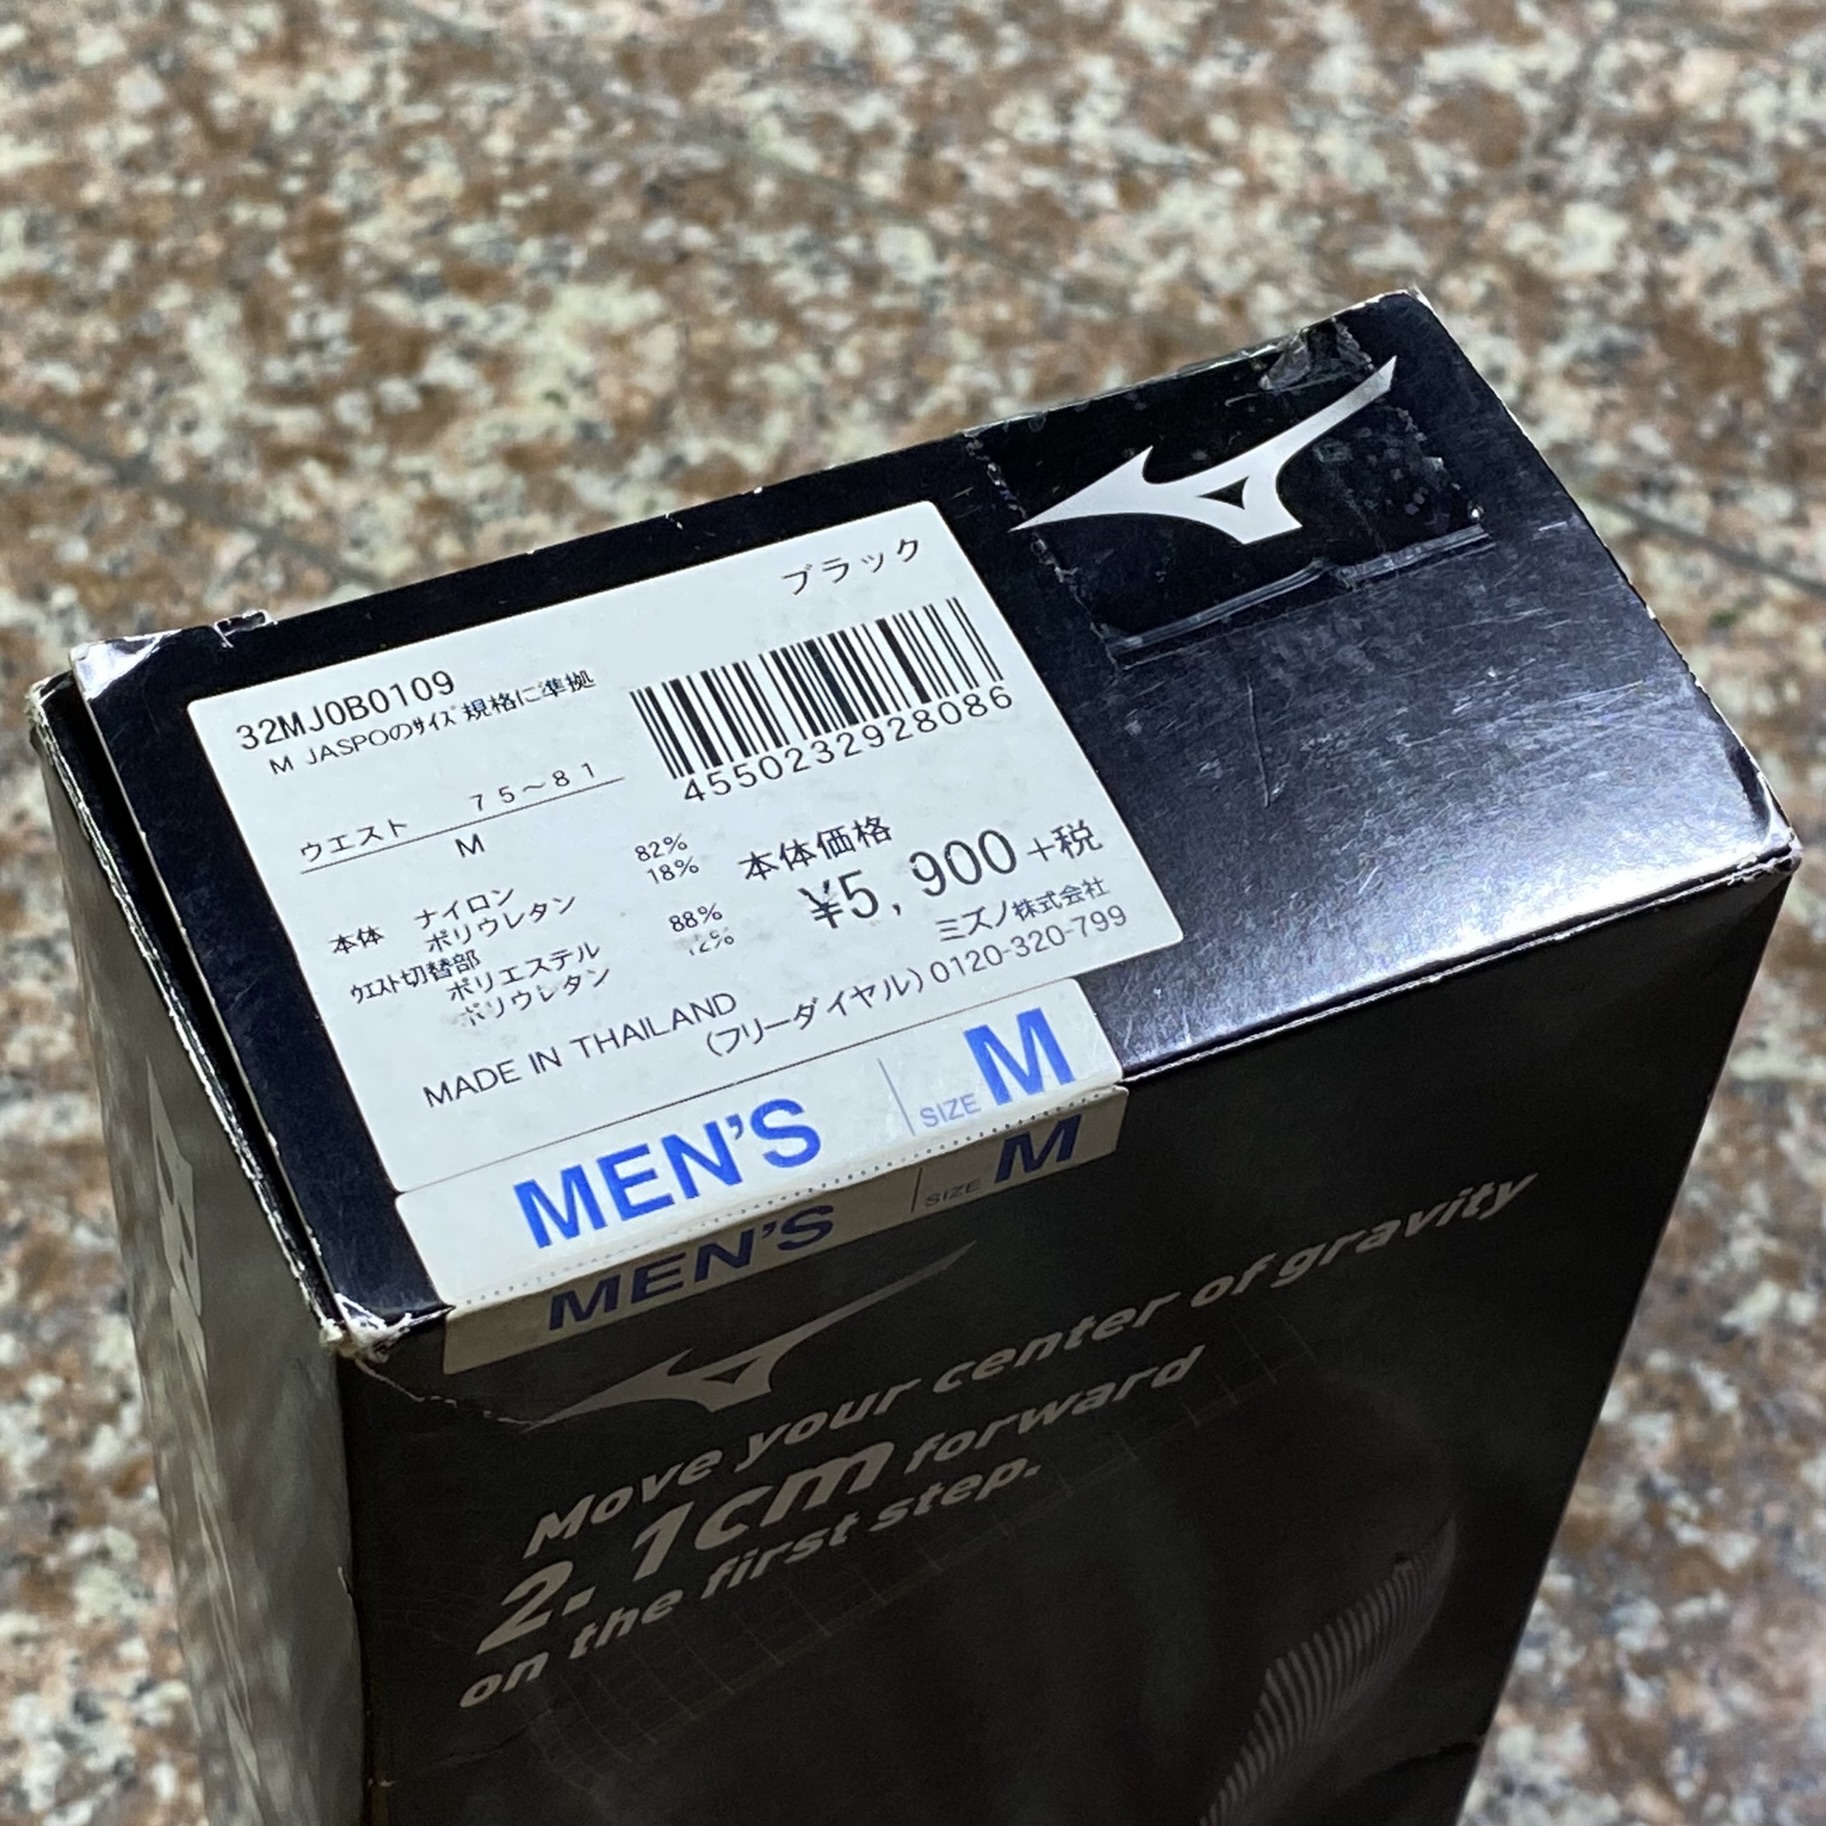 ブラック
32MJ0B0109
M JASPOのサイズ規格に準拠
4550232928086
ウエスト 75~81
M
本体 ナイロン 82%
ポリウレタン 18%
ウエスト切替部
ポリエステル 88%
ポリウレタン 12%
本体価格
¥5,900+税
ミズノ株式会社
MADE IN THAILAND
(フリーダイヤル)0120-320-799
MEN'S SIZE M
MEN'S SIZE M
Move your center of gravity
2.1cm forward
on the first step.